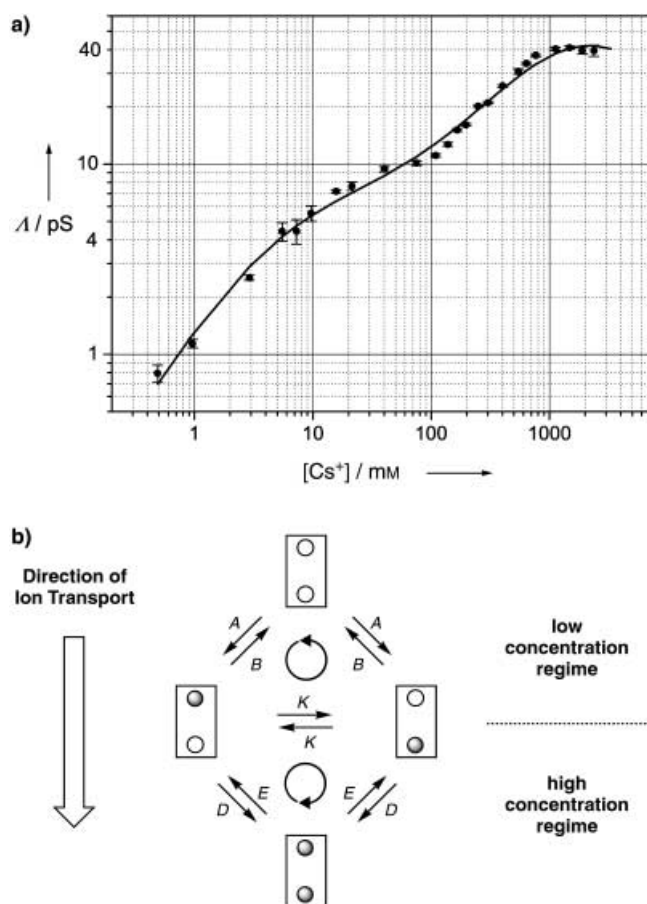 a)
40
10
4
1
Λ / pS
1
10
100
1000
[Cs⁺] / mM
b)
Direction of
Ion Transport
A
B
A
B
low
concentration
regime
K
K
E
D
E
D
high
concentration
regime